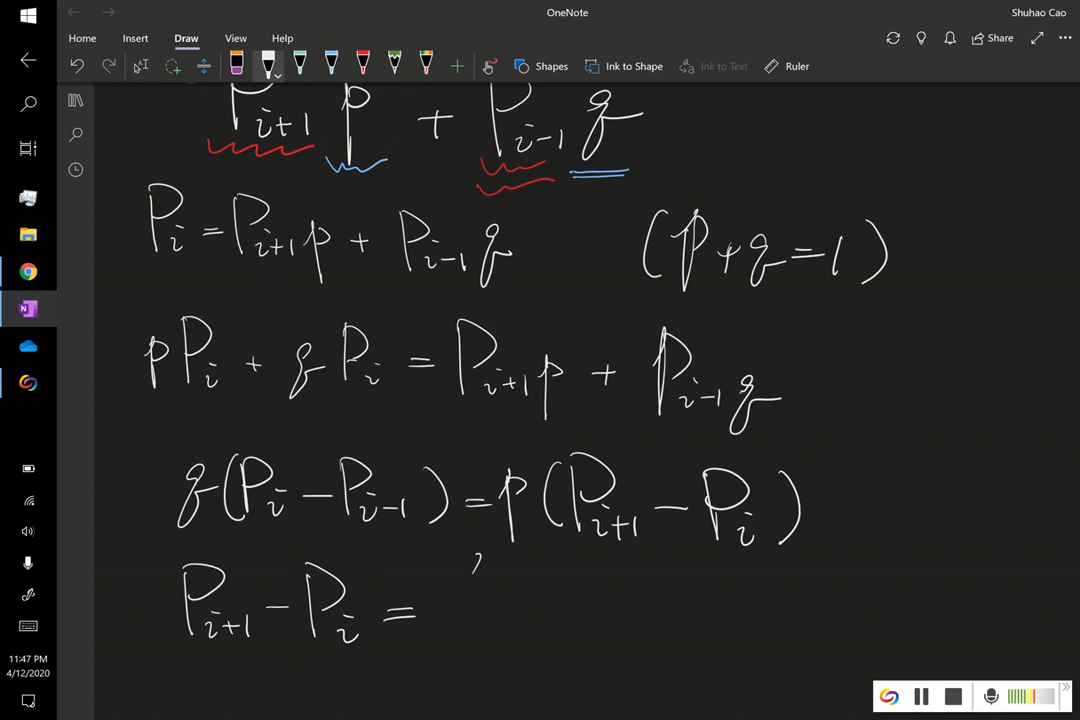 OneNote
Shuhao Cao
Home Insert Draw View Help
Share
Shapes Ink to Shape Ink to Text Ruler
P_{i+1} p + P_{i-1} q
P_i = P_{i+1} p + P_{i-1} q (p + q = 1)
p P_i + q P_i = P_{i+1} p + P_{i-1} q
q(P_i - P_{i-1}) = p(P_{i+1} - P_i)
P_{i+1} - P_i =
11:47 PM
4/12/2020